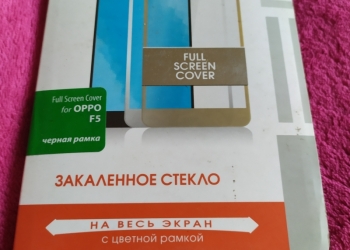 FULL
SCREEN
COVER
Full Screen Cover
for OPPO
F5
черная рамка
ЗАКАЛЕННОЕ СТЕКЛО
НА ВЕСЬ ЭКРАН
с цветной рамкой